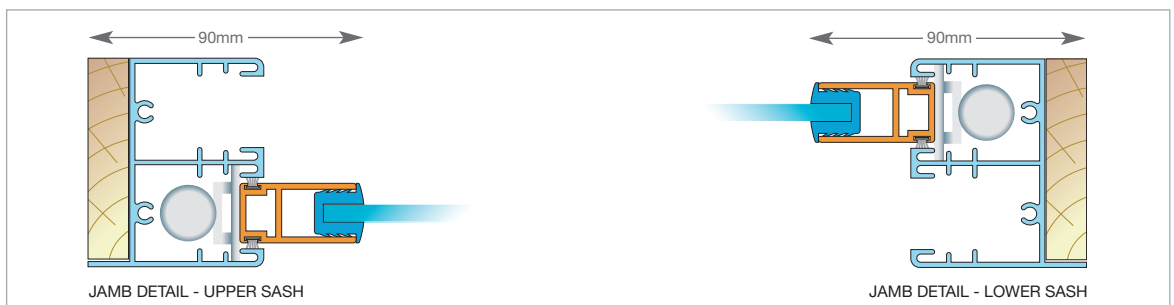 90mm
90mm
JAMB DETAIL - UPPER SASH
JAMB DETAIL - LOWER SASH